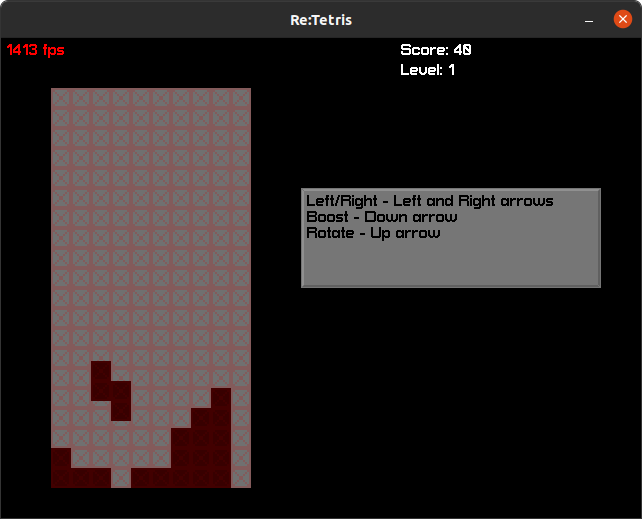 Re:Tetris
1413 fps
Score: 40
Level: 1
Left/Right - Left and Right arrows
Boost - Down arrow
Rotate - Up arrow